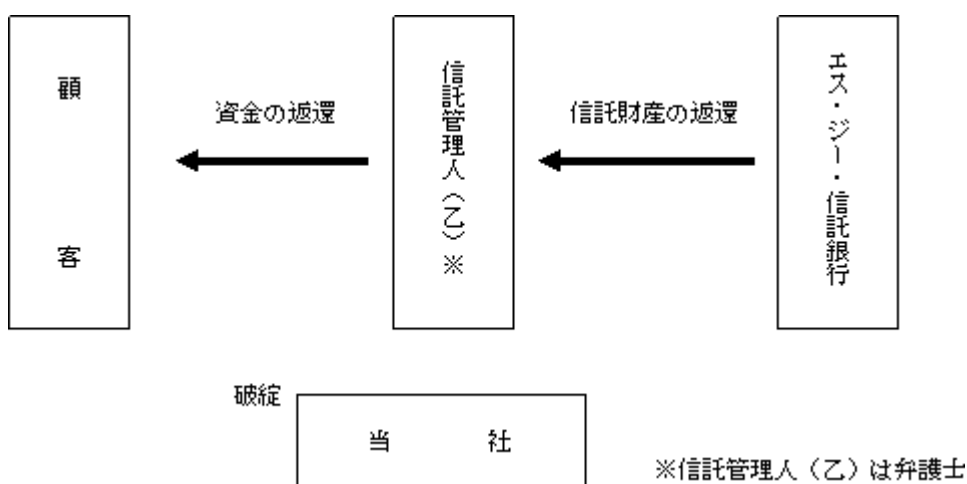 顧客
資金の返還
信託管理人（乙）※
信託財産の返還
エス・ジー・信託銀行
破綻
当社
※信託管理人（乙）は弁護士